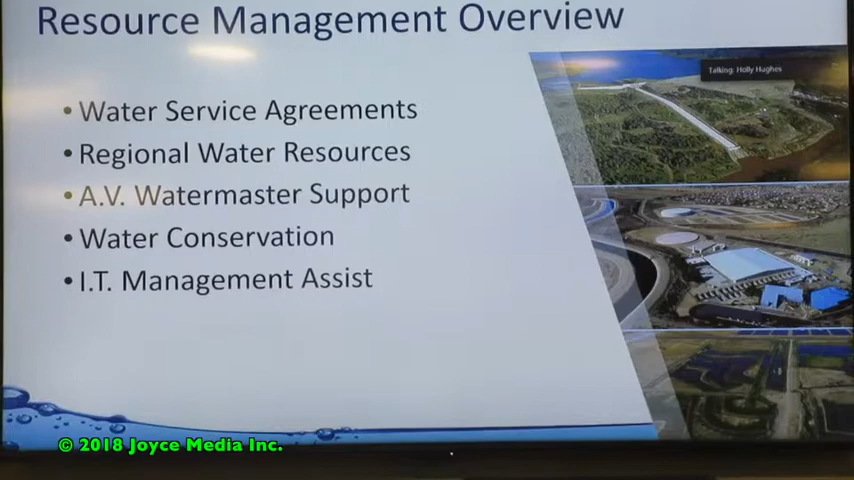 Resource Management Overview
Talking: Holly Hughes
• Water Service Agreements
• Regional Water Resources
• A.V. Watermaster Support
• Water Conservation
• I.T. Management Assist
© 2018 Joyce Media Inc.